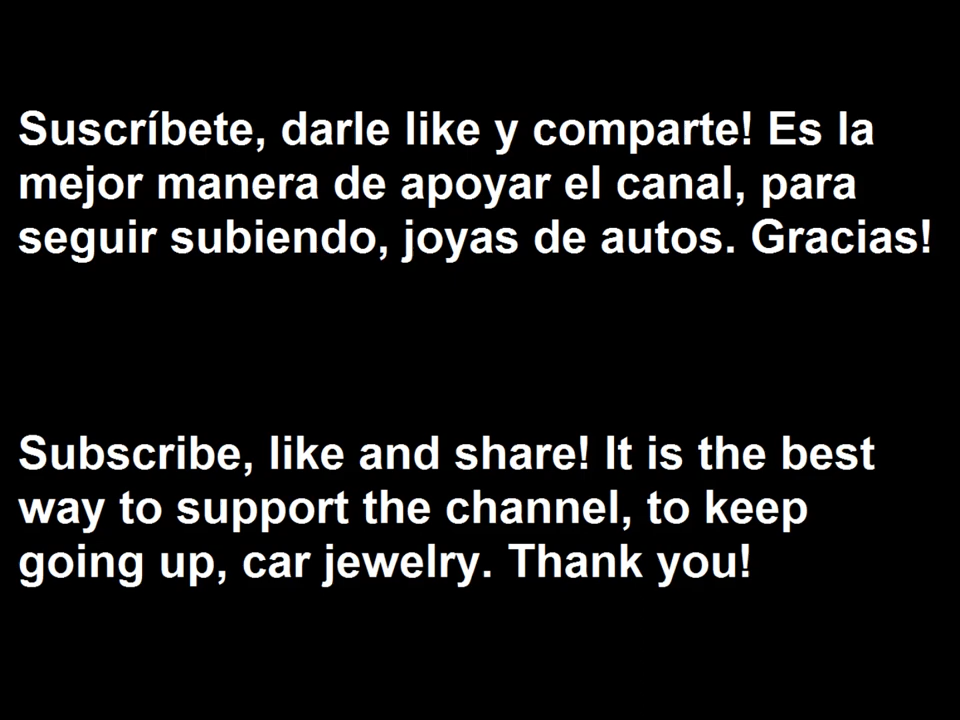 Suscríbete, darle like y comparte! Es la
mejor manera de apoyar el canal, para
seguir subiendo, joyas de autos. Gracias!
Subscribe, like and share! It is the best
way to support the channel, to keep
going up, car jewelry. Thank you!